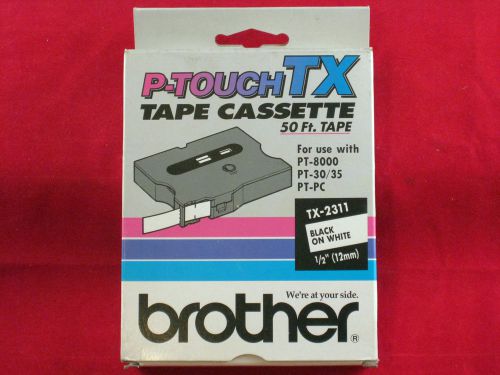 P-TOUCH TX
TAPE CASSETTE
50 Ft. TAPE
For use with
PT-8000
PT-30/35
PT-PC
TX-2311
BLACK
ON WHITE
1/2" (12mm)
We're at your side.
brother®